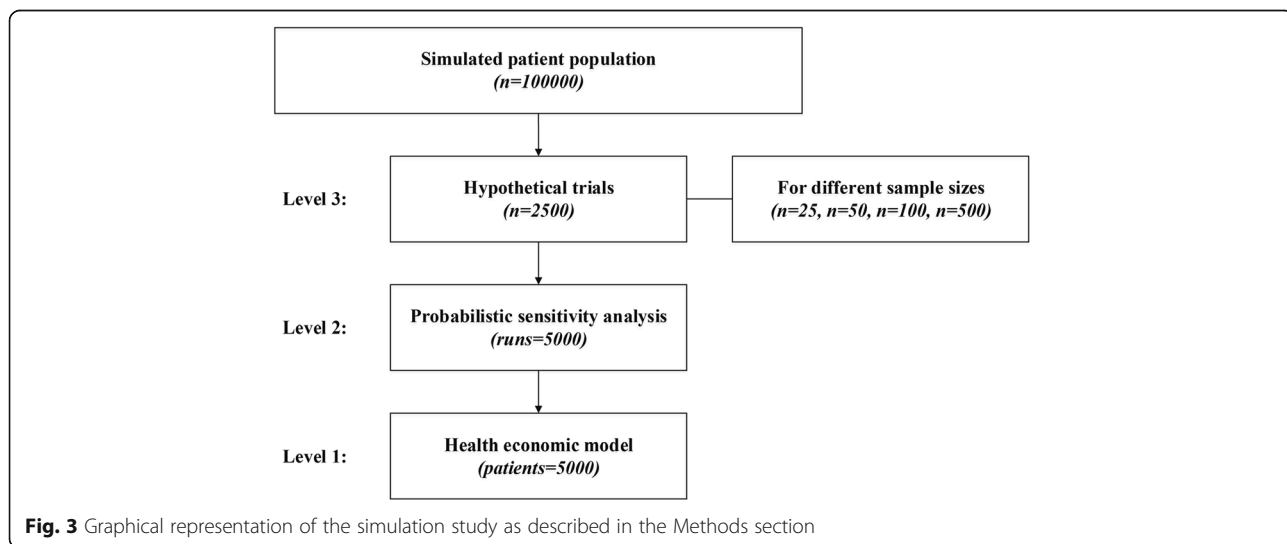 Simulated patient population
(n=100000)
Level 3:
Hypothetical trials
(n=2500)
For different sample sizes
(n=25, n=50, n=100, n=500)
Level 2:
Probabilistic sensitivity analysis
(runs=5000)
Level 1:
Health economic model
(patients=5000)
Fig. 3 Graphical representation of the simulation study as described in the Methods section